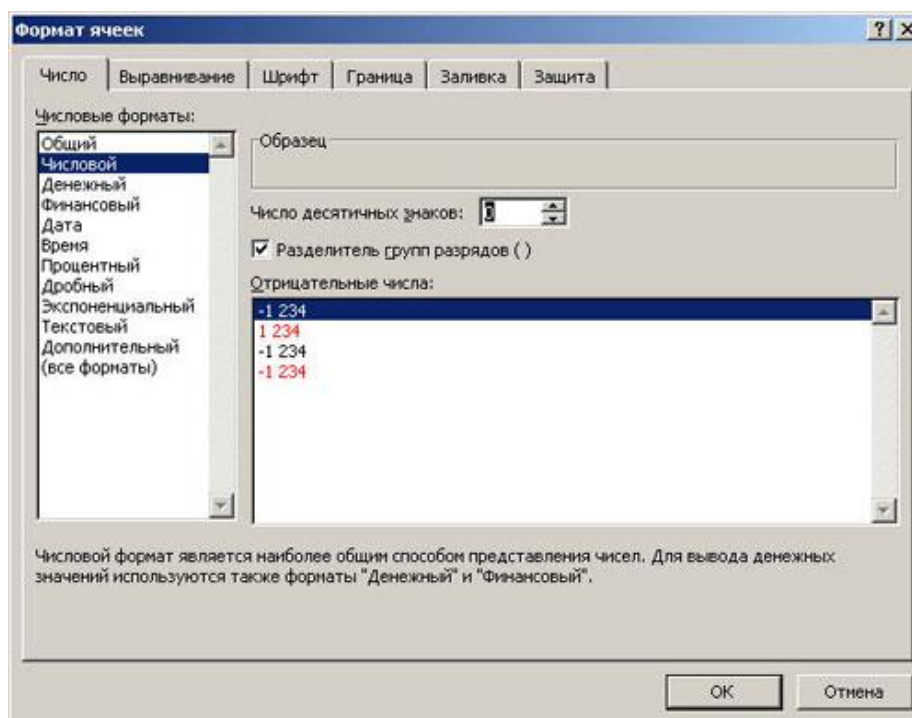 Формат ячеек
Число Выравнивание Шрифт Граница Заливка Защита
Числовые форматы:
Общий
Числовой
Денежный
Финансовый
Дата
Время
Процентный
Дробный
Экспоненциальный
Текстовый
Дополнительный
(все форматы)
Образец
Число десятичных знаков: 0
Разделитель групп разрядов ( )
Отрицательные числа:
-1 234
1 234
-1 234
-1 234
Числовой формат является наиболее общим способом представления чисел. Для вывода денежных
значений используются также форматы "Денежный" и "Финансовый".
ОК Отмена